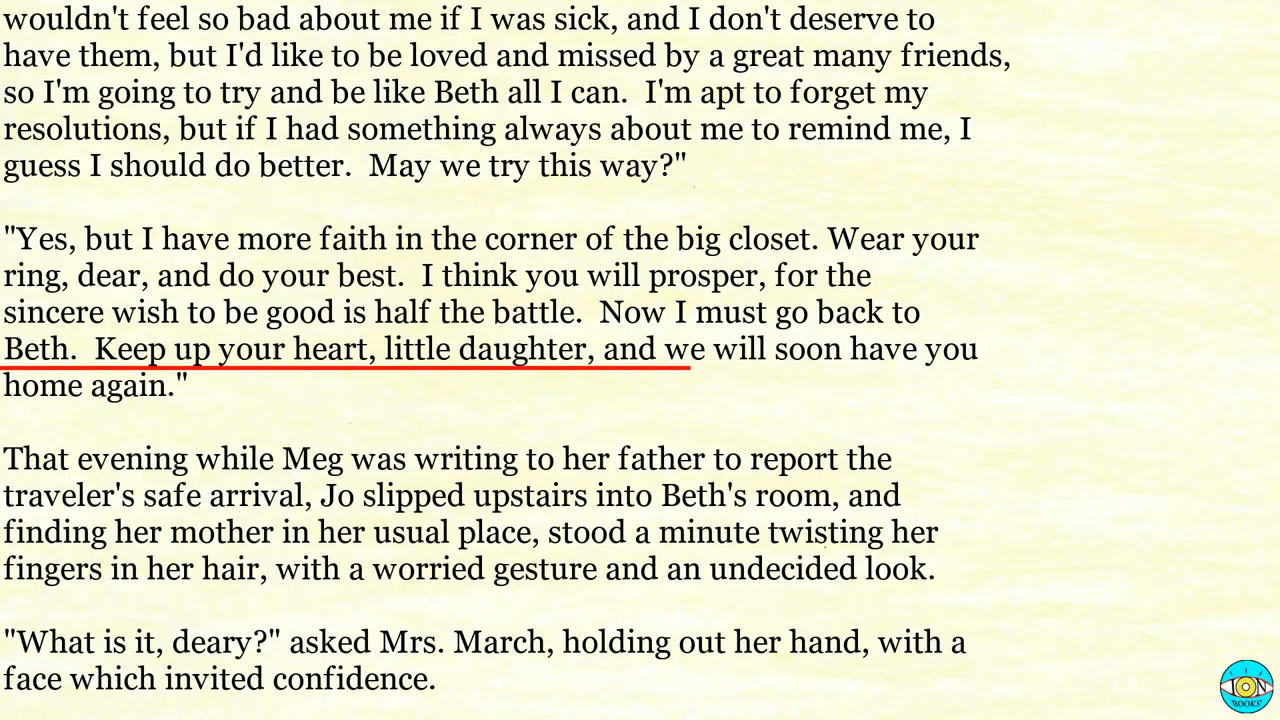 wouldn't feel so bad about me if I was sick, and I don't deserve to
have them, but I'd like to be loved and missed by a great many friends,
so I'm going to try and be like Beth all I can.  I'm apt to forget my
resolutions, but if I had something always about me to remind me, I
guess I should do better.  May we try this way?"

"Yes, but I have more faith in the corner of the big closet. Wear your
ring, dear, and do your best.  I think you will prosper, for the
sincere wish to be good is half the battle.  Now I must go back to
Beth.  Keep up your heart, little daughter, and we will soon have you
home again."

That evening while Meg was writing to her father to report the
traveler's safe arrival, Jo slipped upstairs into Beth's room, and
finding her mother in her usual place, stood a minute twisting her
fingers in her hair, with a worried gesture and an undecided look.

"What is it, deary?" asked Mrs. March, holding out her hand, with a
face which invited confidence.
ION
BOOKS